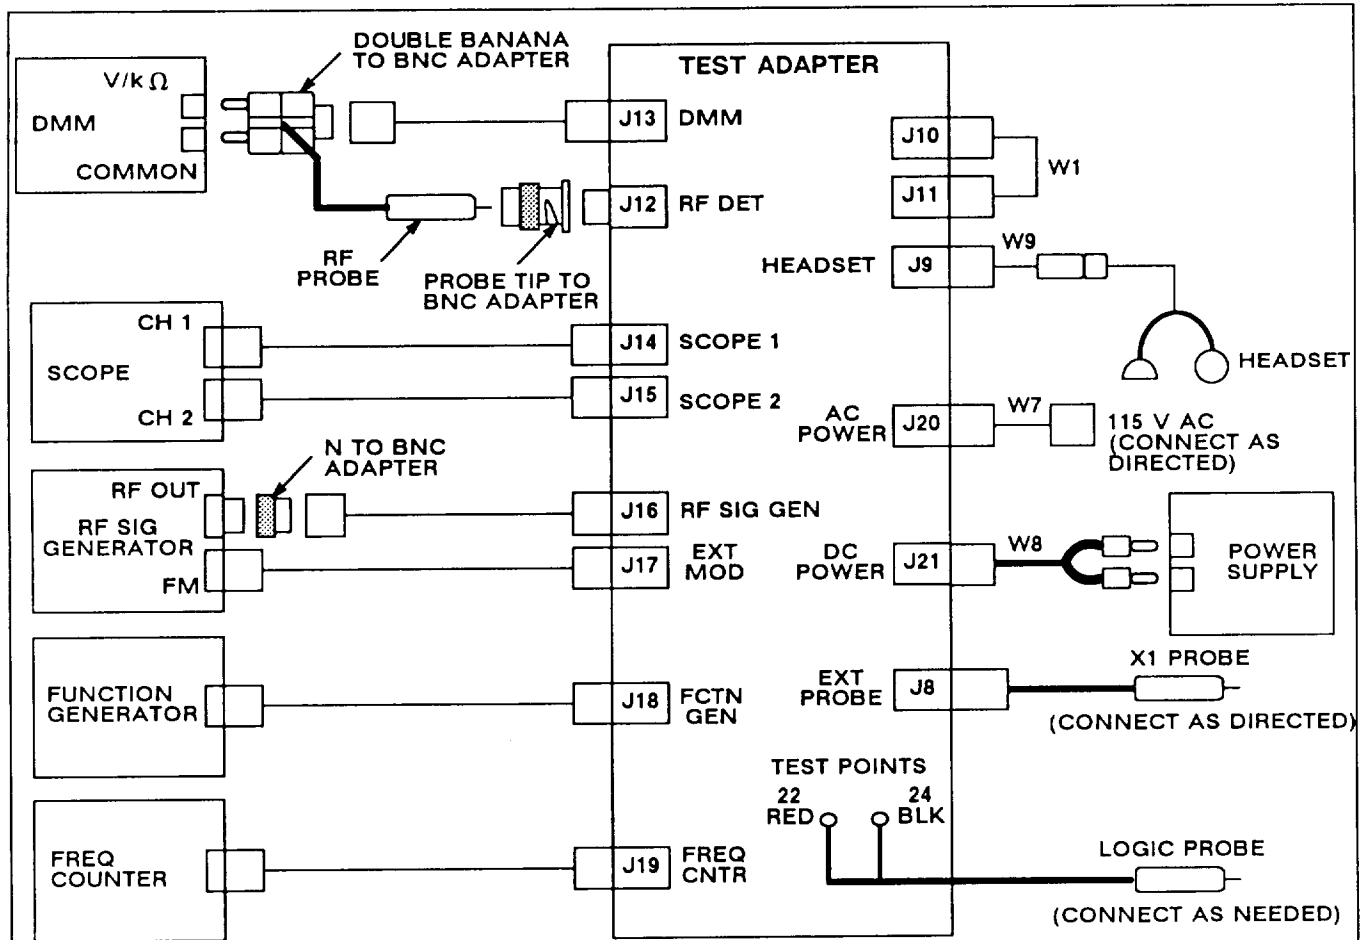 DOUBLE BANANA
TO BNC ADAPTER
V/kΩ
DMM
COMMON
TEST ADAPTER
J13
DMM
J10
J11
W1
J12
RF DET
RF
PROBE
PROBE TIP TO
BNC ADAPTER
HEADSET
J9
W9
HEADSET
CH 1
SCOPE
CH 2
J14
SCOPE 1
J15
SCOPE 2
AC
POWER
J20
W7
115 V AC
(CONNECT AS
DIRECTED)
N TO BNC
ADAPTER
RF OUT
RF SIG
GENERATOR
FM
J16
RF SIG GEN
J17
EXT
MOD
DC
POWER
J21
W8
POWER
SUPPLY
FUNCTION
GENERATOR
J18
FCTN
GEN
EXT
PROBE
J8
X1 PROBE
(CONNECT AS DIRECTED)
TEST POINTS
22
RED
24
BLK
FREQ
COUNTER
J19
FREQ
CNTR
LOGIC PROBE
(CONNECT AS NEEDED)